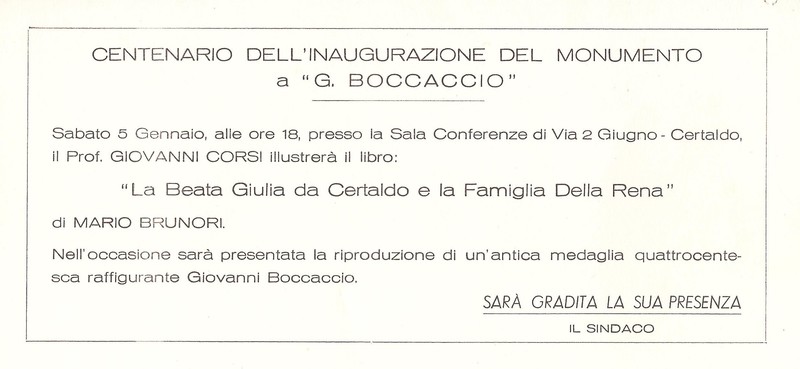 CENTENARIO DELL'INAUGURAZIONE DEL MONUMENTO
a "G. BOCCACCIO"
Sabato 5 Gennaio, alle ore 18, presso la Sala Conferenze di Via 2 Giugno - Certaldo,
il Prof. GIOVANNI CORSI illustrerà il libro:
"La Beata Giulia da Certaldo e la Famiglia Della Rena"
di MARIO BRUNORI.
Nell'occasione sarà presentata la riproduzione di un'antica medaglia quattrocente-
sca raffigurante Giovanni Boccaccio.
SARÀ GRADITA LA SUA PRESENZA
IL SINDACO